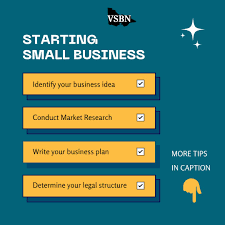 VSBN
STARTING
SMALL BUSINESS
Identify your business idea
Conduct Market Research
Write your business plan
Determine your legal structure
MORE TIPS
IN CAPTION